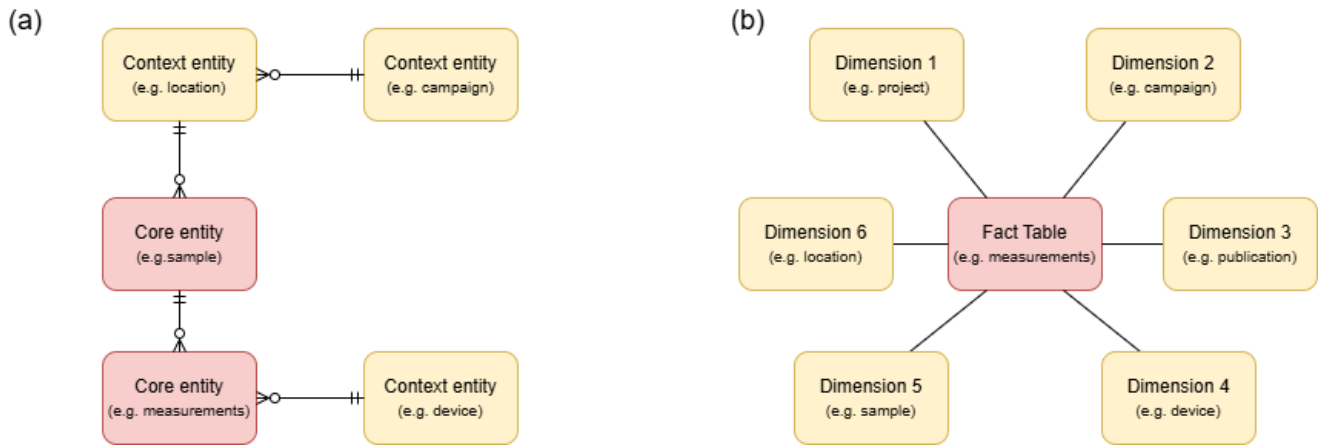 (a)
Context entity
(e.g. location)
Context entity
(e.g. campaign)
Core entity
(e.g.sample)
Core entity
(e.g. measurements)
Context entity
(e.g. device)
(b)
Dimension 1
(e.g. project)
Dimension 2
(e.g. campaign)
Dimension 6
(e.g. location)
Fact Table
(e.g. measurements)
Dimension 3
(e.g. publication)
Dimension 5
(e.g. sample)
Dimension 4
(e.g. device)